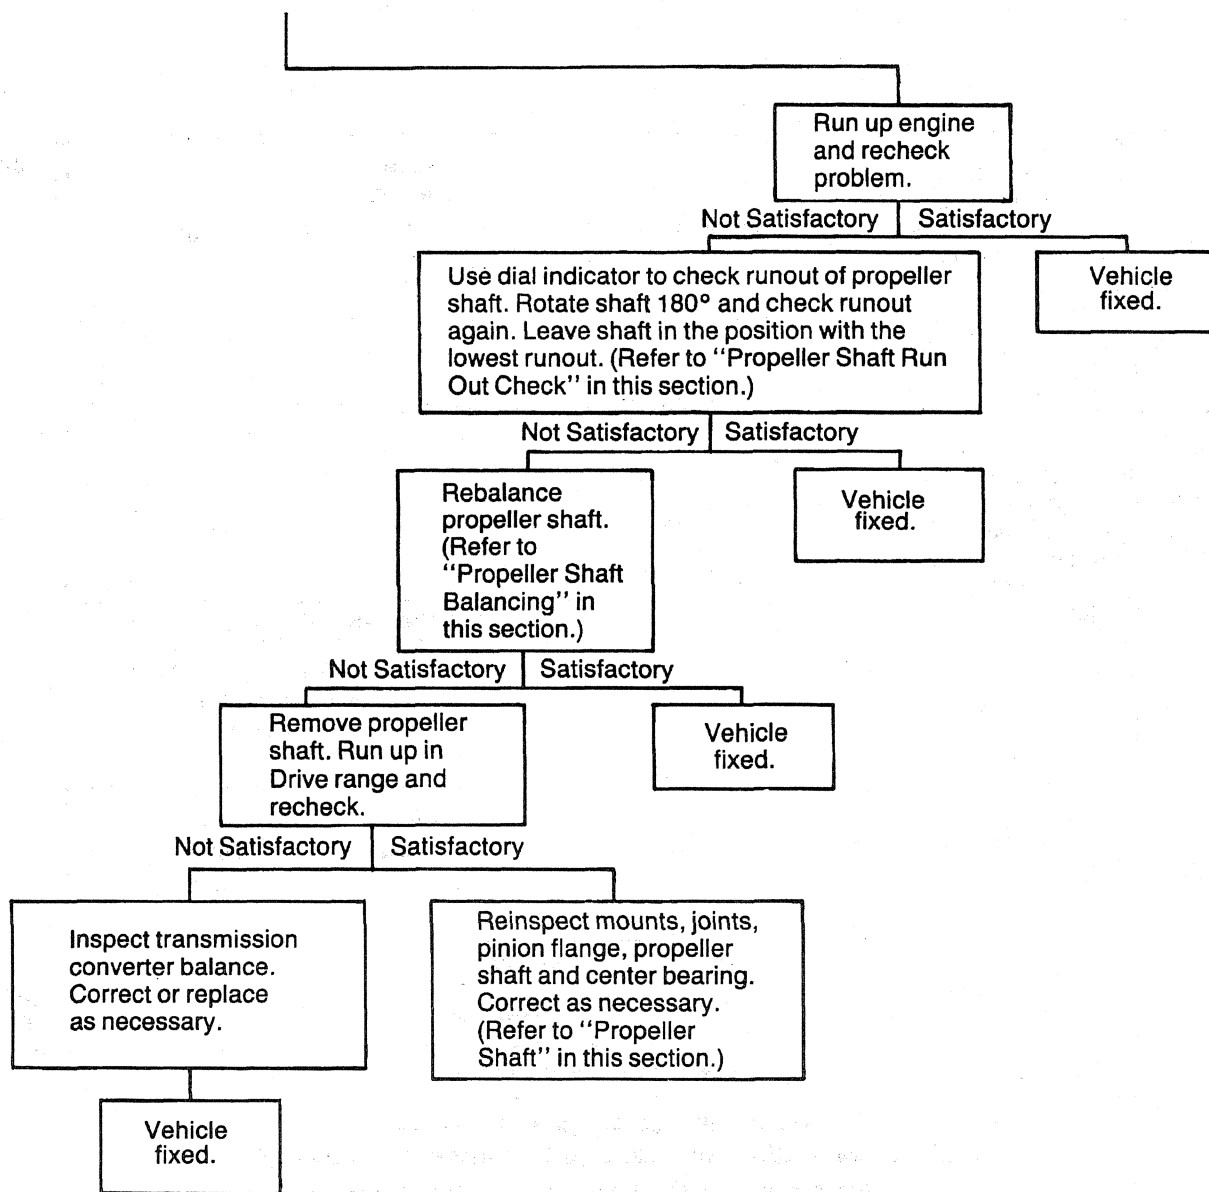 Run up engine
and recheck
problem.
Not Satisfactory
Satisfactory
Use dial indicator to check runout of propeller
shaft. Rotate shaft 180° and check runout
again. Leave shaft in the position with the
lowest runout. (Refer to "Propeller Shaft Run
Out Check" in this section.)
Vehicle
fixed.
Not Satisfactory
Satisfactory
Rebalance
propeller shaft.
(Refer to
"Propeller Shaft
Balancing" in
this section.)
Vehicle
fixed.
Not Satisfactory
Satisfactory
Remove propeller
shaft. Run up in
Drive range and
recheck.
Vehicle
fixed.
Not Satisfactory
Satisfactory
Inspect transmission
converter balance.
Correct or replace
as necessary.
Reinspect mounts, joints,
pinion flange, propeller
shaft and center bearing.
Correct as necessary.
(Refer to "Propeller
Shaft" in this section.)
Vehicle
fixed.